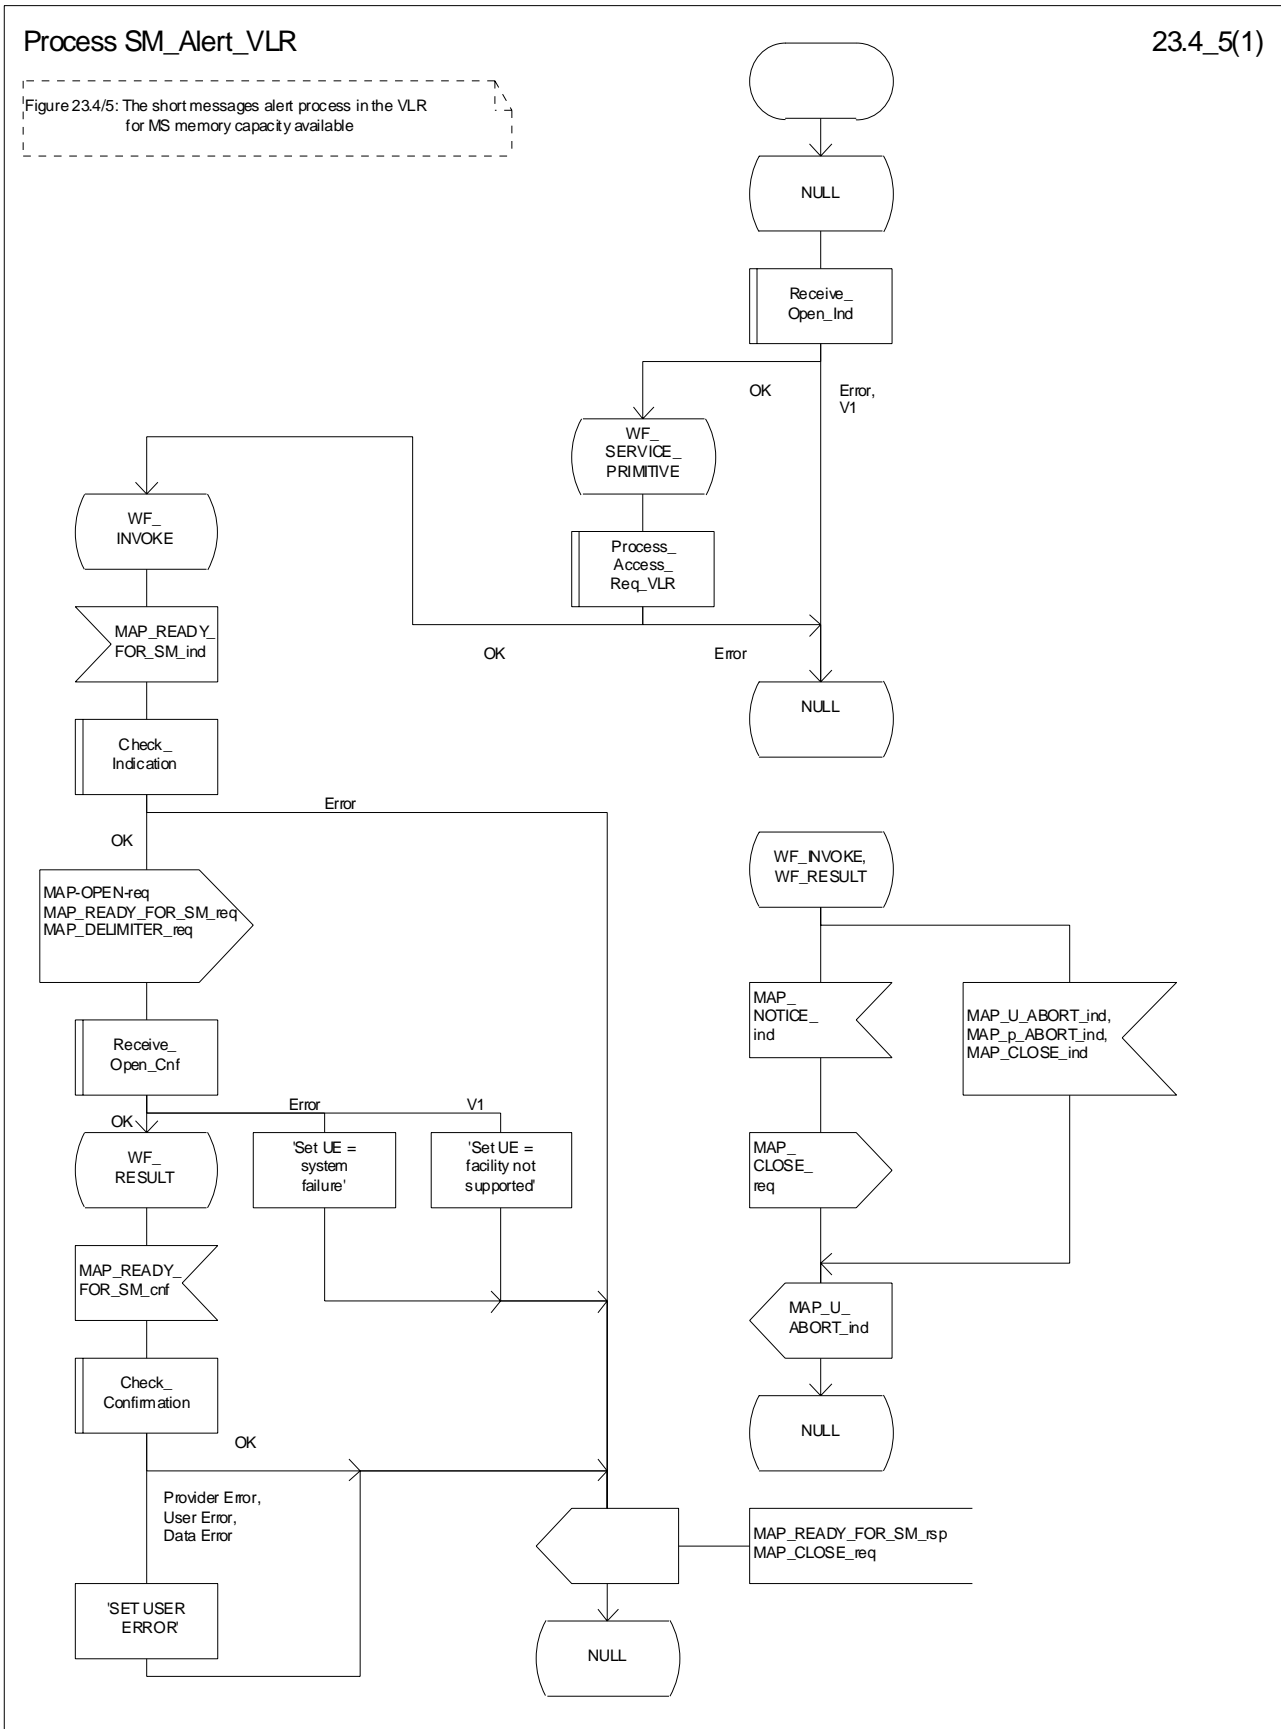 Process SM_Alert_VLR
23.4_5(1)
Figure 23.4/5: The short messages alert process in the VLR
for MS memory capacity available
NULL
Receive_
Open_Ind
OK
Error,
V1
WF_
SERVICE_
PRIMITIVE
WF_
INVOKE
Process_
Access_
Req_VLR
MAP_READY_
FOR_SM_ind
OK
Error
NULL
Check_
Indication
Error
OK
WF_INVOKE,
WF_RESULT
MAP-OPEN-req
MAP_READY_FOR_SM_req
MAP_DELIMITER_req
MAP_
NOTICE_
ind
MAP_U_ABORT_ind,
MAP_p_ABORT_ind,
MAP_CLOSE_ind
Receive_
Open_Cnf
Error
V1
OK
WF_
RESULT
'Set UE =
system
failure'
'Set UE =
facility not
supported'
MAP_
CLOSE_
req
MAP_READY_
FOR_SM_cnf
MAP_U_
ABORT_ind
Check_
Confirmation
NULL
OK
Provider Error,
User Error,
Data Error
MAP_READY_FOR_SM_rsp
MAP_CLOSE_req
'SET USER
ERROR'
NULL